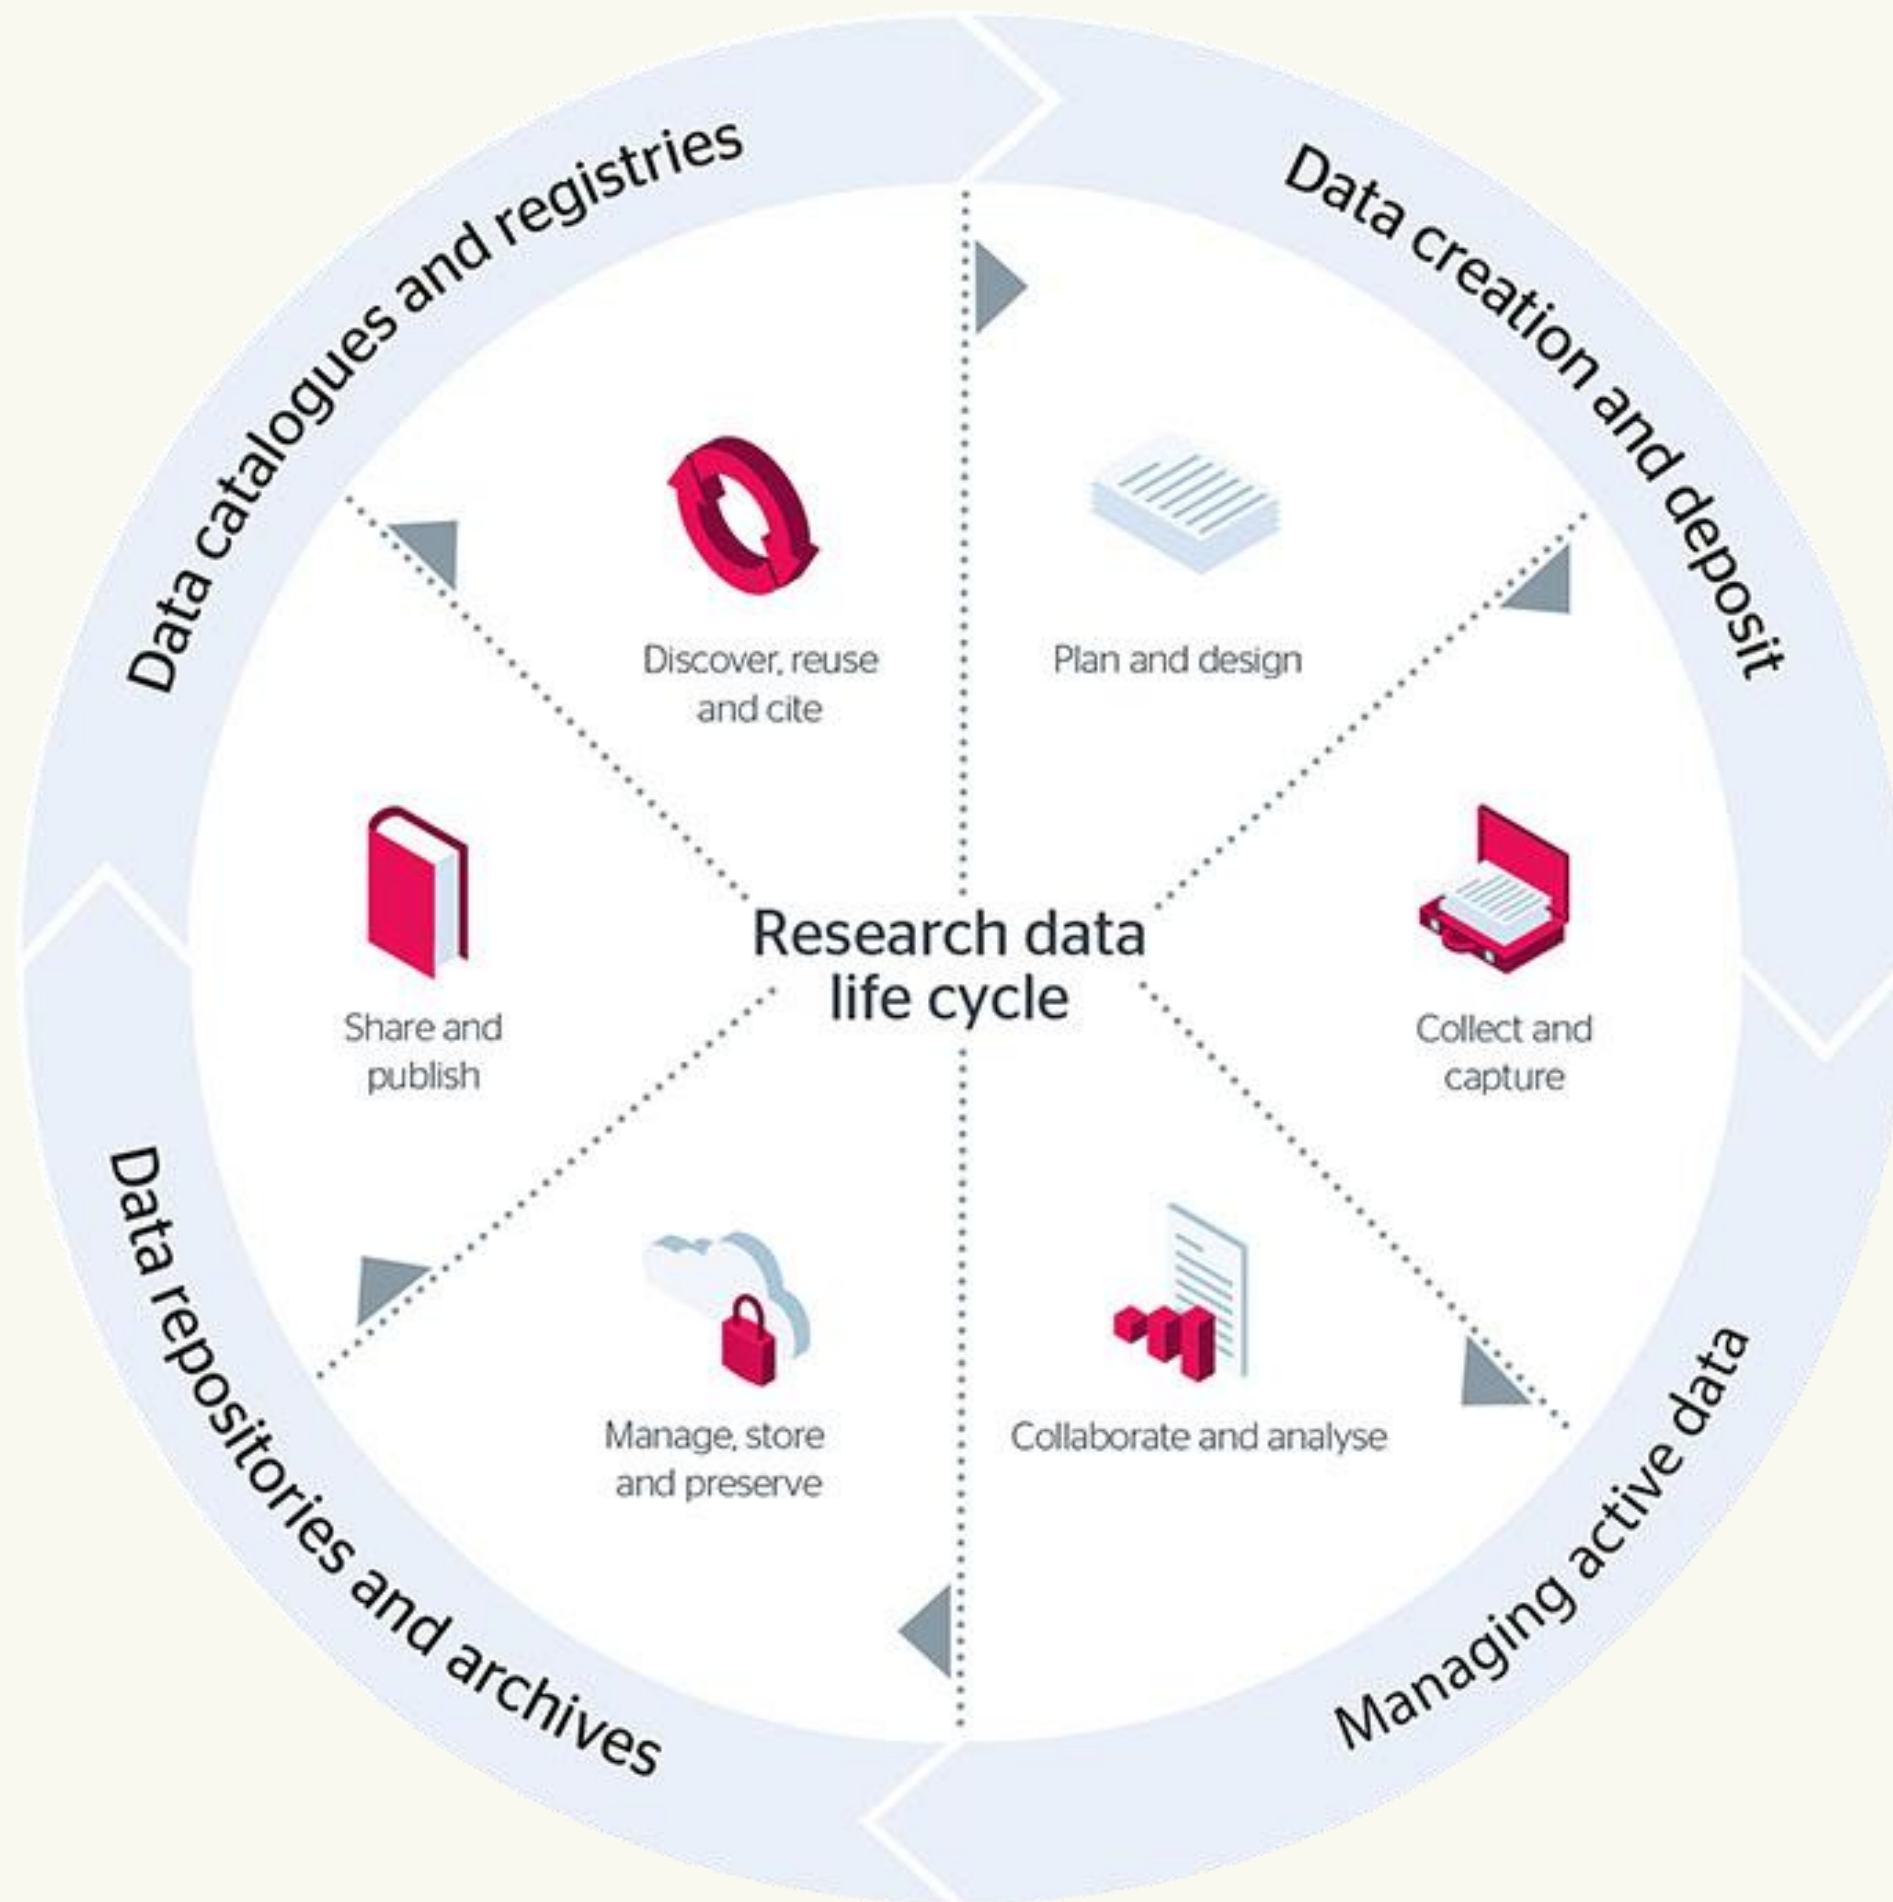 Data catalogues and registries
Data creation and deposit
Discover, reuse
and cite
Plan and design
Share and
publish
Research data
life cycle
Collect and
capture
Manage, store
and preserve
Collaborate and analyse
Data repositories and archives
Managing active data